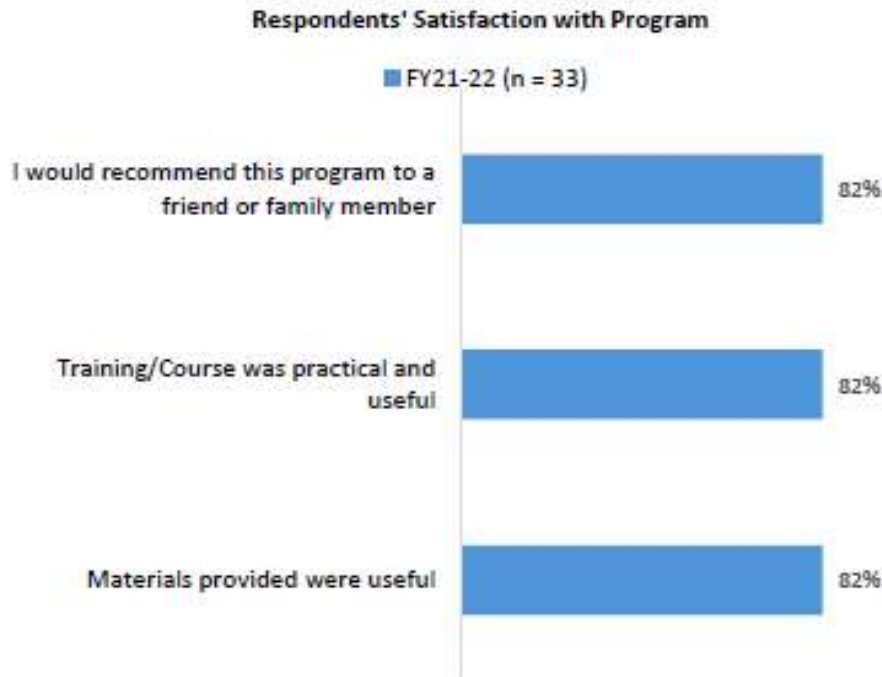 Respondents' Satisfaction with Program
FY21-22 (n = 33)
I would recommend this program to a
friend or family member
82%
Training/Course was practical and
useful
82%
Materials provided were useful
82%